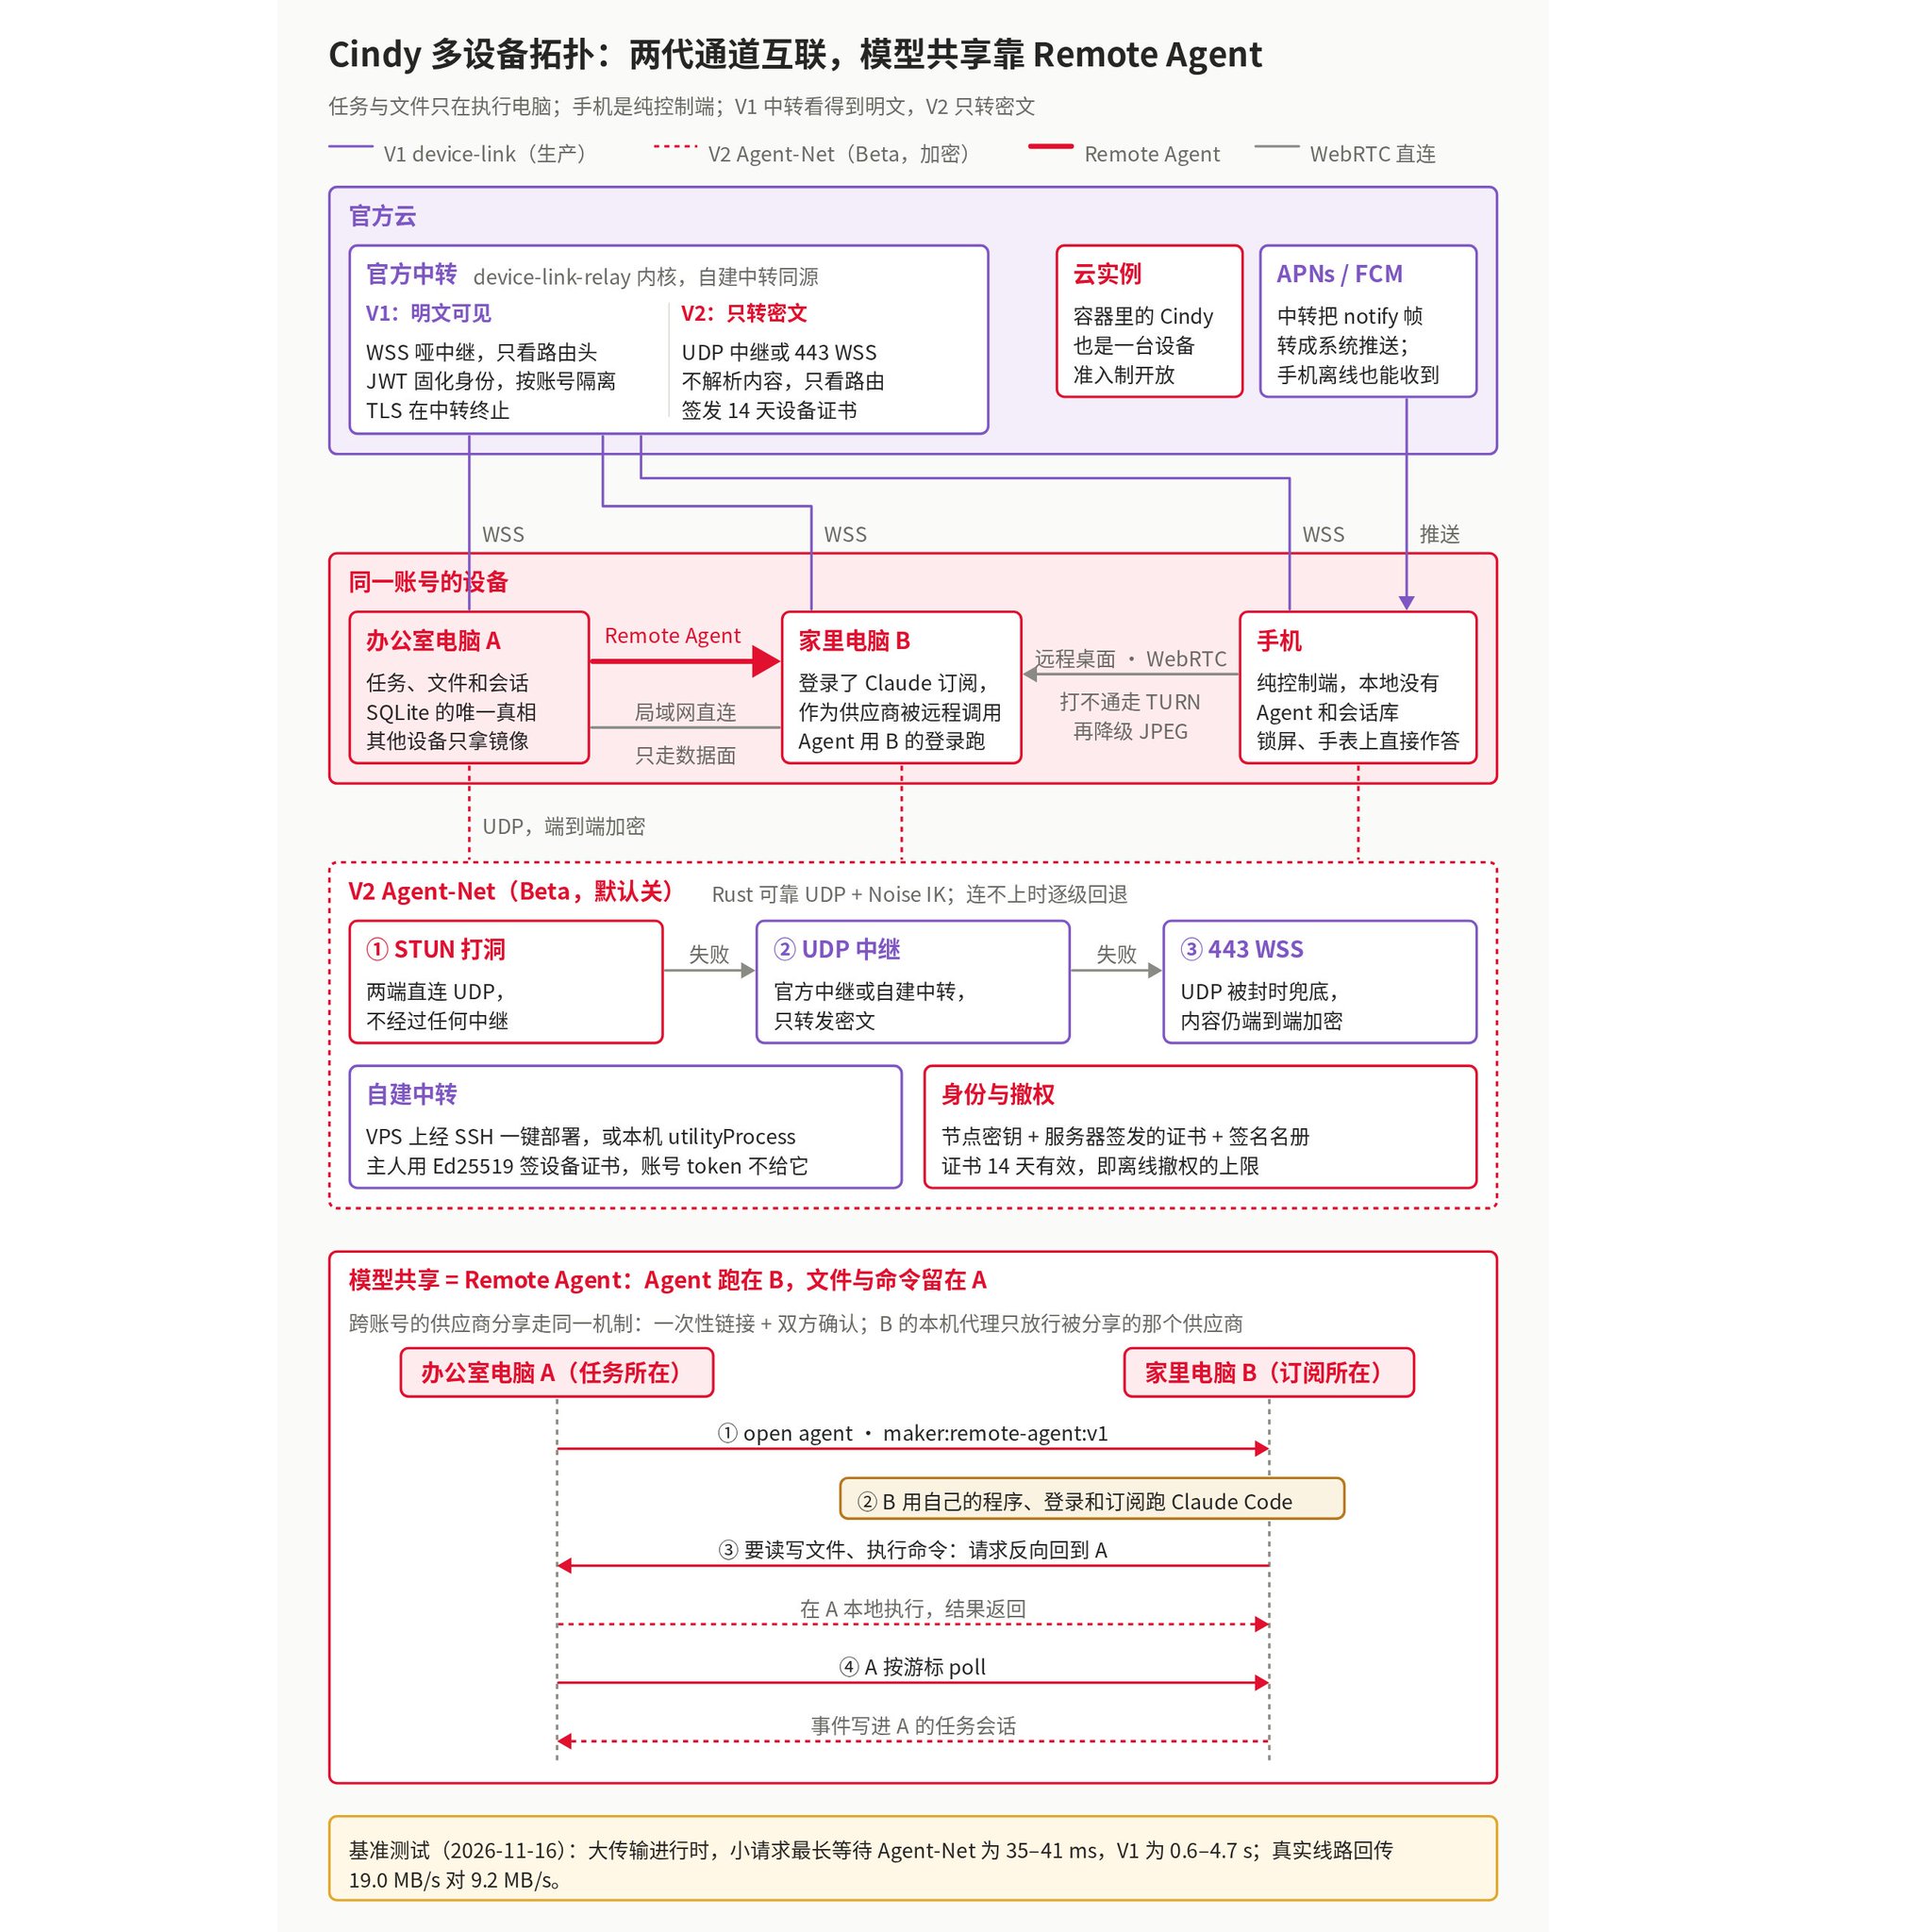 Cindy 多设备拓扑：两代通道互联，模型共享靠 Remote Agent
任务与文件只在执行电脑；手机是纯控制端；V1 中转看得到明文，V2 只转密文
V1 device-link（生产）
V2 Agent-Net（Beta，加密）
Remote Agent
WebRTC 直连
官方云
官方中转 device-link-relay 内核，自建中转同源
V1：明文可见
WSS 哑中继，只看路由头
JWT 固化身份，按账号隔离
TLS 在中转终止
V2：只转密文
UDP 中继或 443 WSS
不解析内容，只看路由
签发 14 天设备证书
云实例
容器里的 Cindy
也是一台设备
准入制开放
APNs / FCM
中转把 notify 帧
转成系统推送；
手机离线也能收到
WSS
WSS
WSS
推送
同一账号的设备
办公室电脑 A
任务、文件和会话
SQLite 的唯一真相
其他设备只拿镜像
Remote Agent
局域网直连
只走数据面
家里电脑 B
登录了 Claude 订阅，
作为供应商被远程调用
Agent 用 B 的登录跑
远程桌面 · WebRTC
打不通走 TURN
再降级 JPEG
手机
纯控制端，本地没有
Agent 和会话库
锁屏、手表上直接作答
UDP，端到端加密
V2 Agent-Net（Beta，默认关） Rust 可靠 UDP + Noise IK；连不上时逐级回退
① STUN 打洞
两端直连 UDP，
不经过任何中继
失败
② UDP 中继
官方中继或自建中转，
只转发密文
失败
③ 443 WSS
UDP 被封时兜底，
内容仍端到端加密
自建中转
VPS 上经 SSH 一键部署，或本机 utilityProcess
主人用 Ed25519 签设备证书，账号 token 不给它
身份与撤权
节点密钥 + 服务器签发的证书 + 签名名册
证书 14 天有效，即离线撤权的上限
模型共享 = Remote Agent：Agent 跑在 B，文件与命令留在 A
跨账号的供应商分享走同一机制：一次性链接 + 双方确认；B 的本机代理只放行被分享的那个供应商
办公室电脑 A（任务所在）
家里电脑 B（订阅所在）
① open agent · maker:remote-agent:v1
② B 用自己的程序、登录和订阅跑 Claude Code
③ 要读写文件、执行命令：请求反向回到 A
在 A 本地执行，结果返回
④ A 按游标 poll
事件写进 A 的任务会话
基准测试（2026-11-16）：大传输进行时，小请求最长等待 Agent-Net 为 35–41 ms，V1 为 0.6–4.7 s；真实线路回传
19.0 MB/s 对 9.2 MB/s。